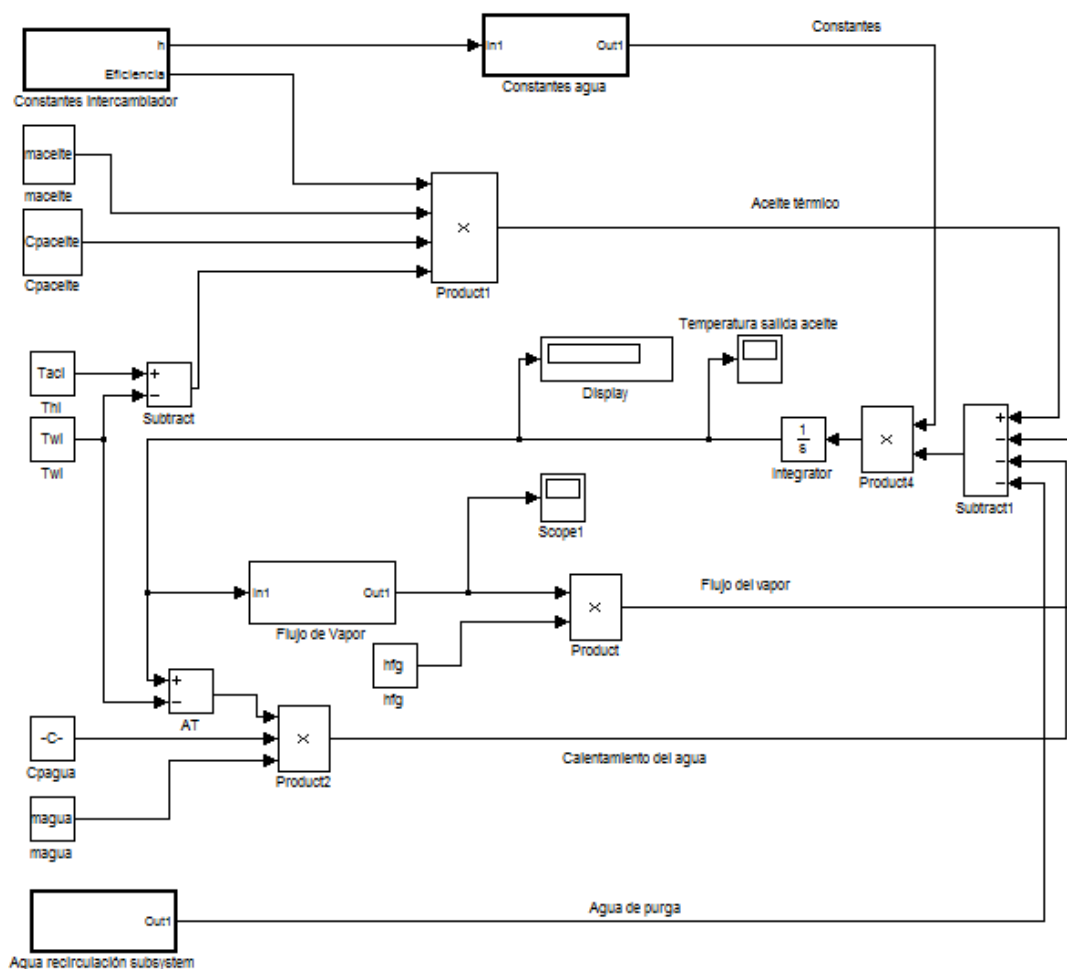 h
Eficiencia
Constantes Intercambiador
In1
Out1
Constantes agua
Constantes
maceite
maceite
Cpaceite
Cpaceite
×
Product1
Aceite térmico
Taci
Thi
+
−
Subtract
Twi
Twi
Display
Temperatura salida aceite
1
s
Integrator
×
Product4
+
−
−
−
Subtract1
Scope1
In1
Out1
Flujo de Vapor
hfg
hfg
×
Product
Flujo del vapor
+
−
AT
-C-
Cpagua
×
Product2
Calentamiento del agua
magua
magua
Out1
Agua recirculación subsystem
Agua de purga